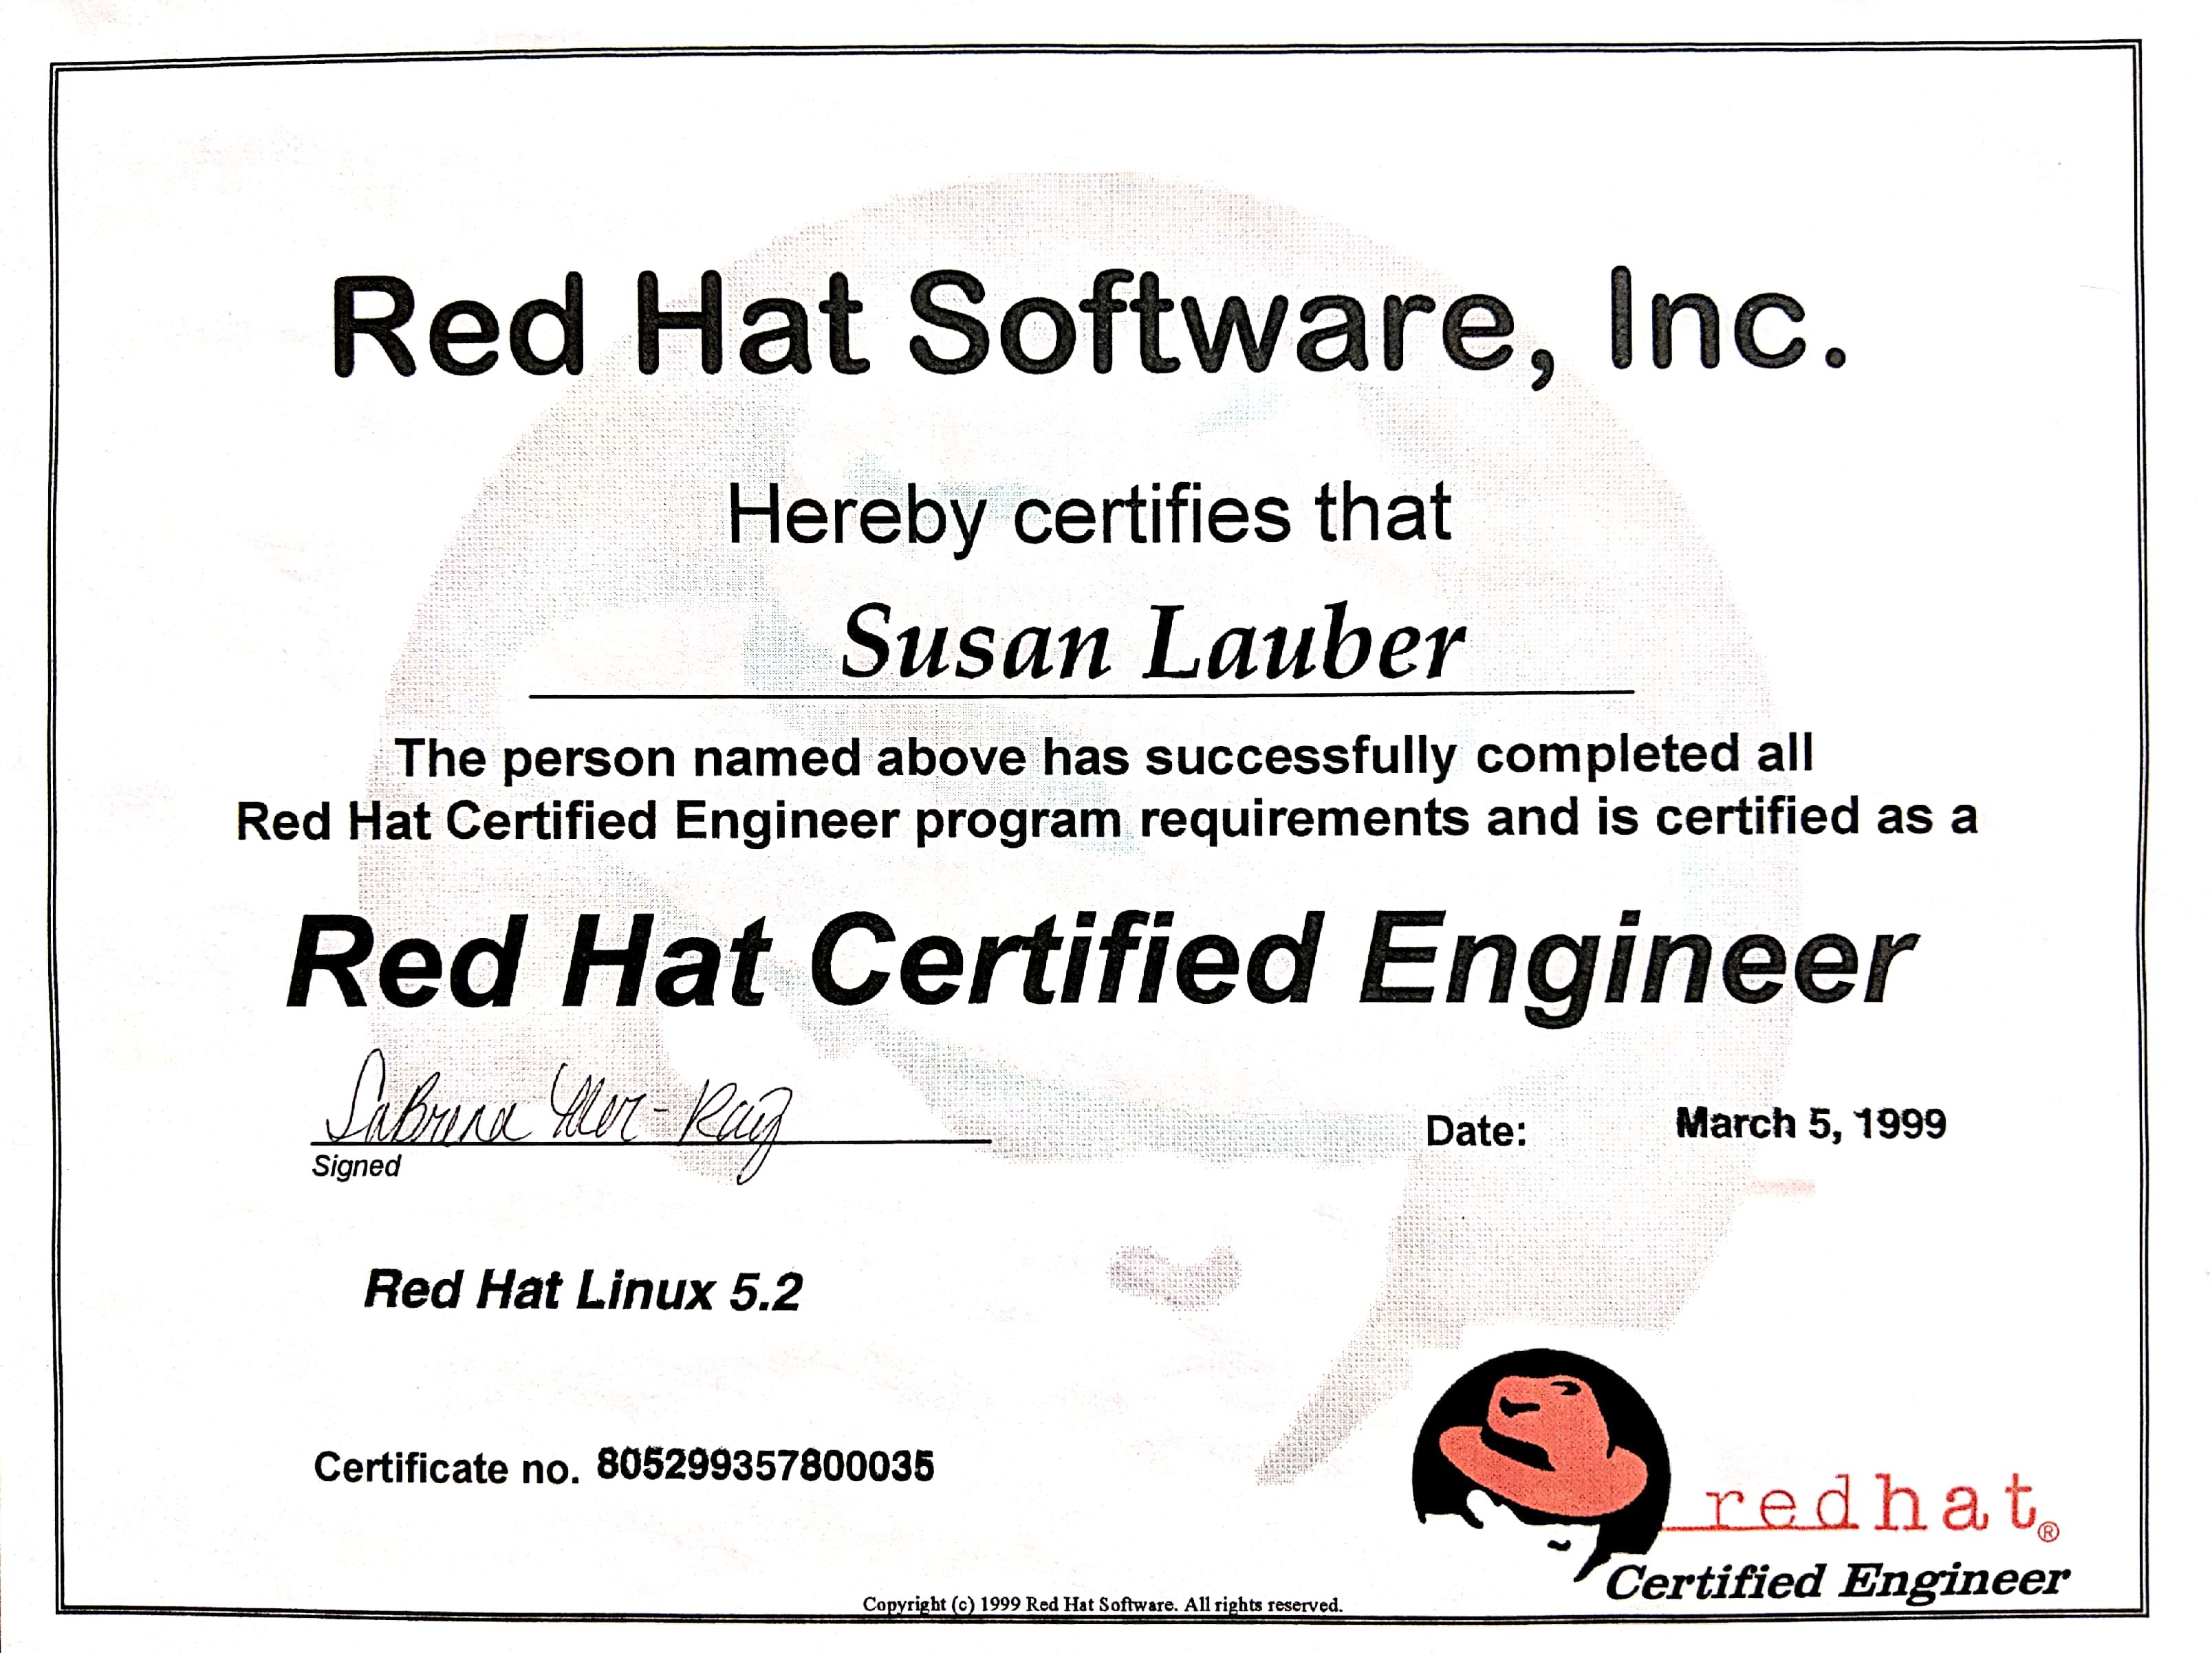 Red Hat Software, Inc.
Hereby certifies that
Susan Lauber
The person named above has successfully completed all
Red Hat Certified Engineer program requirements and is certified as a
Red Hat Certified Engineer
Signed
Date: March 5, 1999
Red Hat Linux 5.2
Certificate no. 805299357800035
redhat®
Certified Engineer
Copyright (c) 1999 Red Hat Software. All rights reserved.